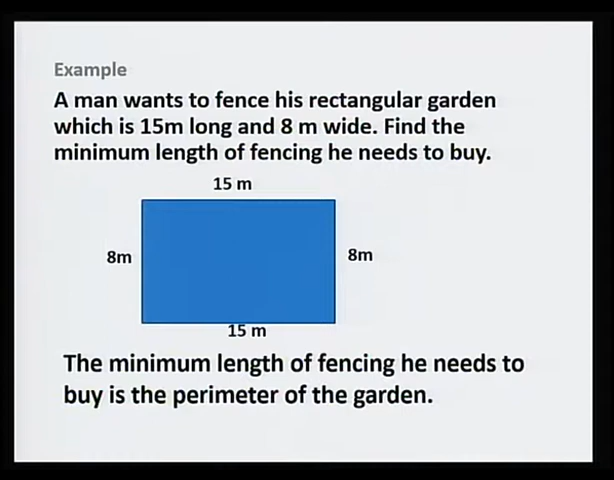 Example
A man wants to fence his rectangular garden
which is 15m long and 8 m wide. Find the
minimum length of fencing he needs to buy.
15 m
8m
8m
15 m
The minimum length of fencing he needs to
buy is the perimeter of the garden.